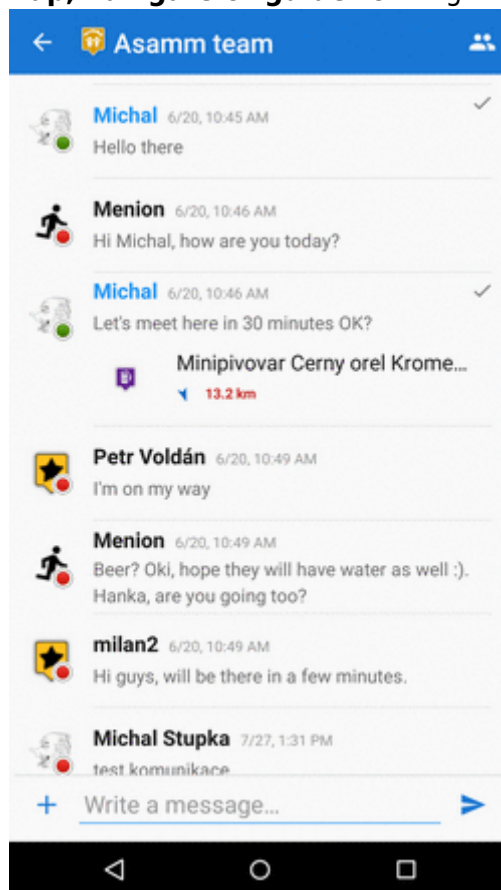 Asamm team
Michal 6/20, 10:45 AM
Hello there
Menion 6/20, 10:46 AM
Hi Michal, how are you today?
Michal 6/20, 10:46 AM
Let's meet here in 30 minutes OK?
Minipivovar Cerny orel Krome...
13.2 km
Petr Voldán 6/20, 10:49 AM
I'm on my way
Menion 6/20, 10:49 AM
Beer? Oki, hope they will have water as well :).
Hanka, are you going too?
milan2 6/20, 10:49 AM
Hi guys, will be there in a few minutes.
Michal Stupka 7/27, 1:31 PM
test komunikace
Write a message...